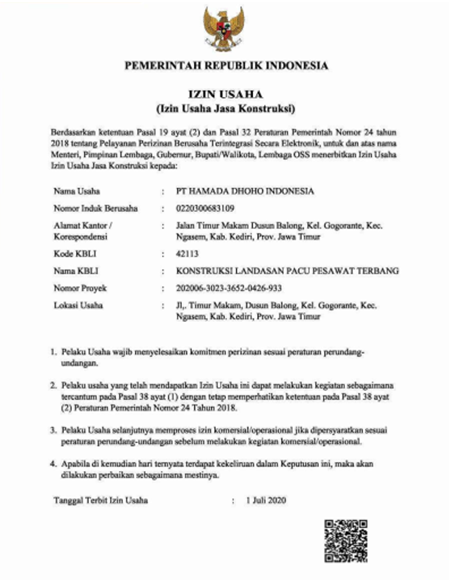 PEMERINTAH REPUBLIK INDONESIA
IZIN USAHA
(Izin Usaha Jasa Konstruksi)
Berdasarkan ketentuan Pasal 19 ayat (2) dan Pasal 32 Peraturan Pemerintah Nomor 24 tahun
2018 tentang Pelayanan Perizinan Berusaha Terintegrasi Secara Elektronik, untuk dan atas nama
Menteri, Pimpinan Lembaga, Gubernur, Bupati/Walikota, Lembaga OSS menerbitkan Izin Usaha
Izin Usaha Jasa Konstruksi kepada:
Nama Usaha : PT HAMADA DHOHO INDONESIA
Nomor Induk Berusaha : 0220300683109
Alamat Kantor / : Jalan Timur Makam Dusun Balong, Kel. Gogorante, Kec.
Korespondensi Ngasem, Kab. Kediri, Prov. Jawa Timur
Kode KBLI : 42113
Nama KBLI : KONSTRUKSI LANDASAN PACU PESAWAT TERBANG
Nomor Proyek : 202006-3023-3652-0426-933
Lokasi Usaha : Jl,. Timur Makam, Dusun Balong, Kel. Gogorante, Kec.
Ngasem, Kab. Kediri, Prov. Jawa Timur
1. Pelaku Usaha wajib menyelesaikan komitmen perizinan sesuai peraturan perundang-
undangan.
2. Pelaku usaha yang telah mendapatkan Izin Usaha ini dapat melakukan kegiatan sebagaimana
tercantum pada Pasal 38 ayat (1) dengan tetap memperhatikan ketentuan pada Pasal 38 ayat
(2) Peraturan Pemerintah Nomor 24 Tahun 2018.
3. Pelaku Usaha selanjutnya memproses izin komersial/operasional jika dipersyaratkan sesuai
peraturan perundang-undangan sebelum melakukan kegiatan komersial/operasional.
4. Apabila di kemudian hari ternyata terdapat kekeliruan dalam Keputusan ini, maka akan
dilakukan perbaikan sebagaimana mestinya.
Tanggal Terbit Izin Usaha : 1 Juli 2020